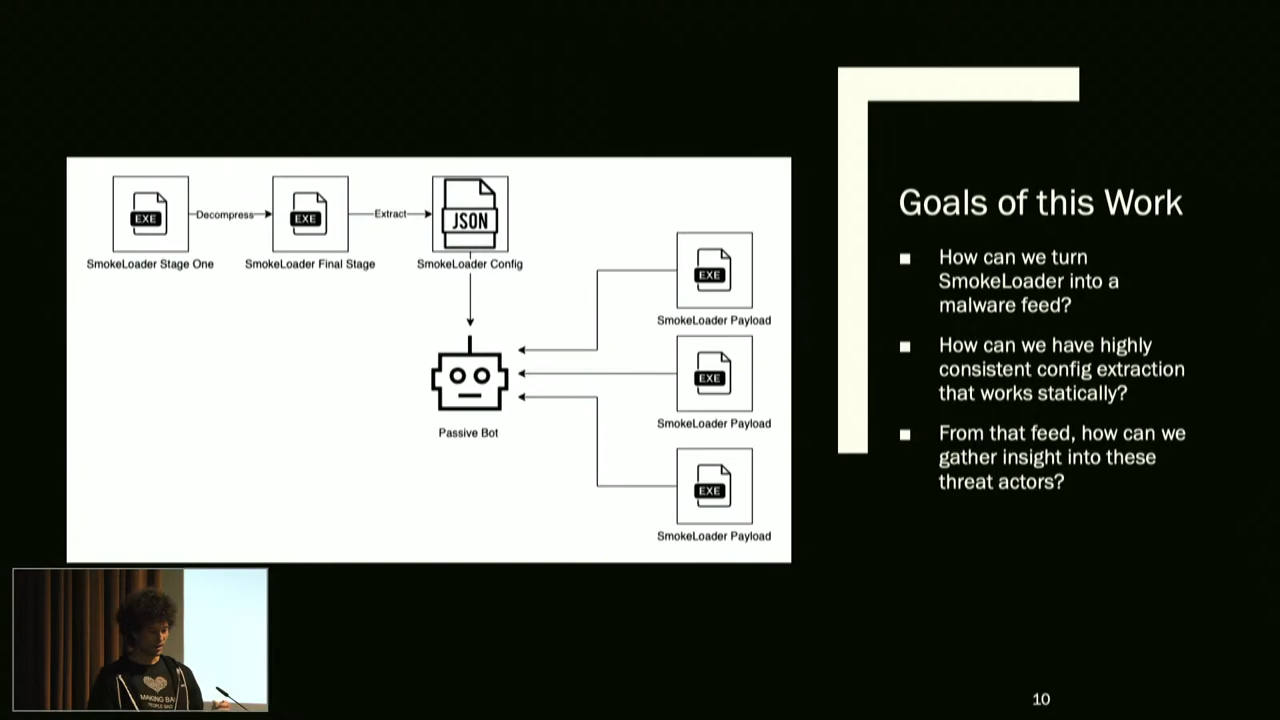 EXE
Decompress
EXE
Extract
JSON
SmokeLoader Stage One
SmokeLoader Final Stage
SmokeLoader Config
EXE
SmokeLoader Payload
EXE
SmokeLoader Payload
Passive Bot
EXE
SmokeLoader Payload
Goals of this Work
■ How can we turn
SmokeLoader into a
malware feed?
■ How can we have highly
consistent config extraction
that works statically?
■ From that feed, how can we
gather insight into these
threat actors?
MAKING BA
10